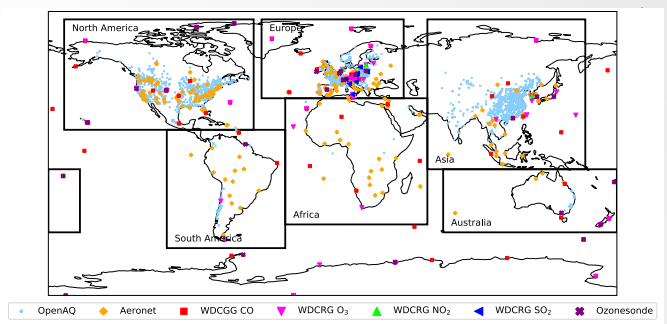 North America
Europe
Asia
Africa
South America
Australia
OpenAQ Aeronet WDCGG CO WDCRG O₃ WDCRG NO₂ WDCRG SO₂ Ozonesonde